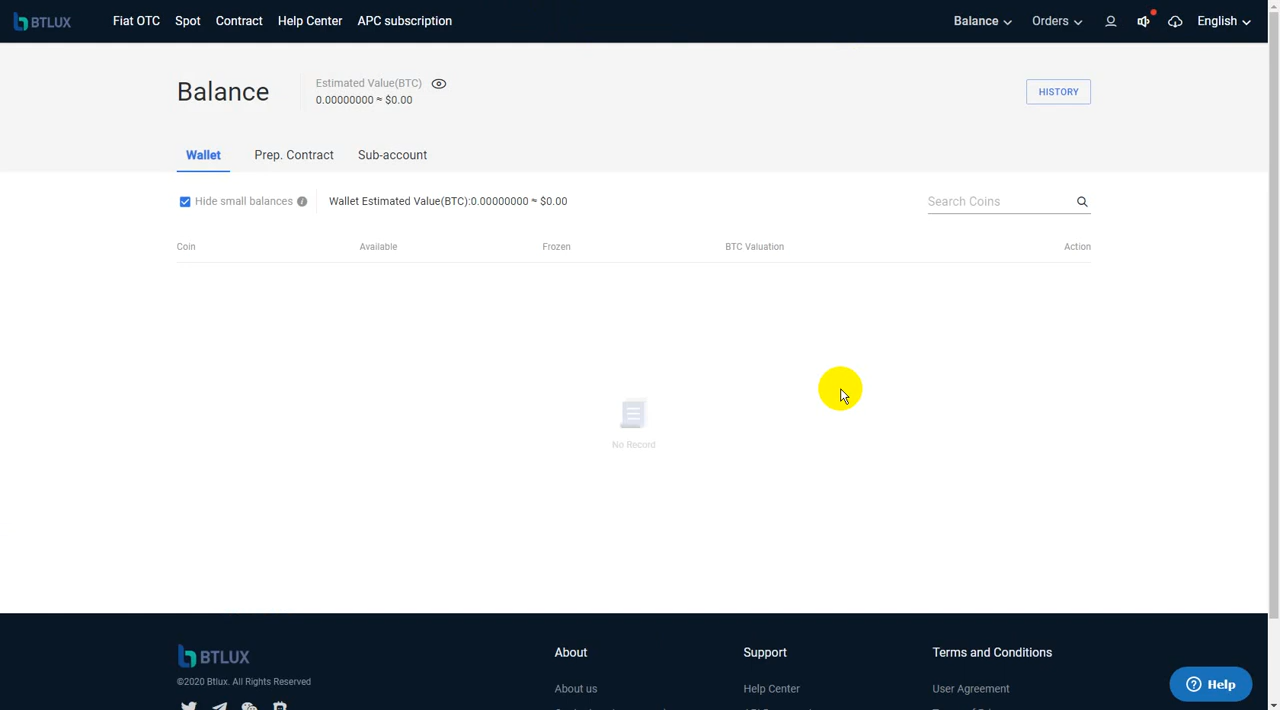 BTLUX Fiat OTC Spot Contract Help Center APC subscription Balance Orders English
Balance
Estimated Value(BTC)
0.00000000 ≈ $0.00
HISTORY
Wallet Prep. Contract Sub-account
Hide small balances Wallet Estimated Value(BTC):0.00000000 ≈ $0.00 Search Coins
Coin Available Frozen BTC Valuation Action
No Record
BTLUX About Support Terms and Conditions
©2020 Btlux. All Rights Reserved
About us Help Center User Agreement
Help